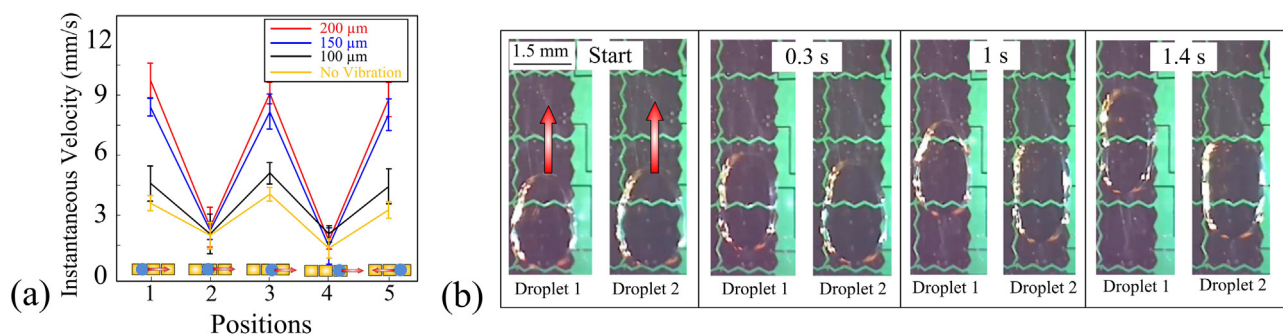 (a)
Instantaneous Velocity (mm/s)
12
9
6
3
0
200 µm
150 µm
100 µm
No Vibration
1 2 3 4 5
Positions
(b)
1.5 mm
Start
0.3 s
1 s
1.4 s
Droplet 1 Droplet 2 Droplet 1 Droplet 2 Droplet 1 Droplet 2 Droplet 1 Droplet 2